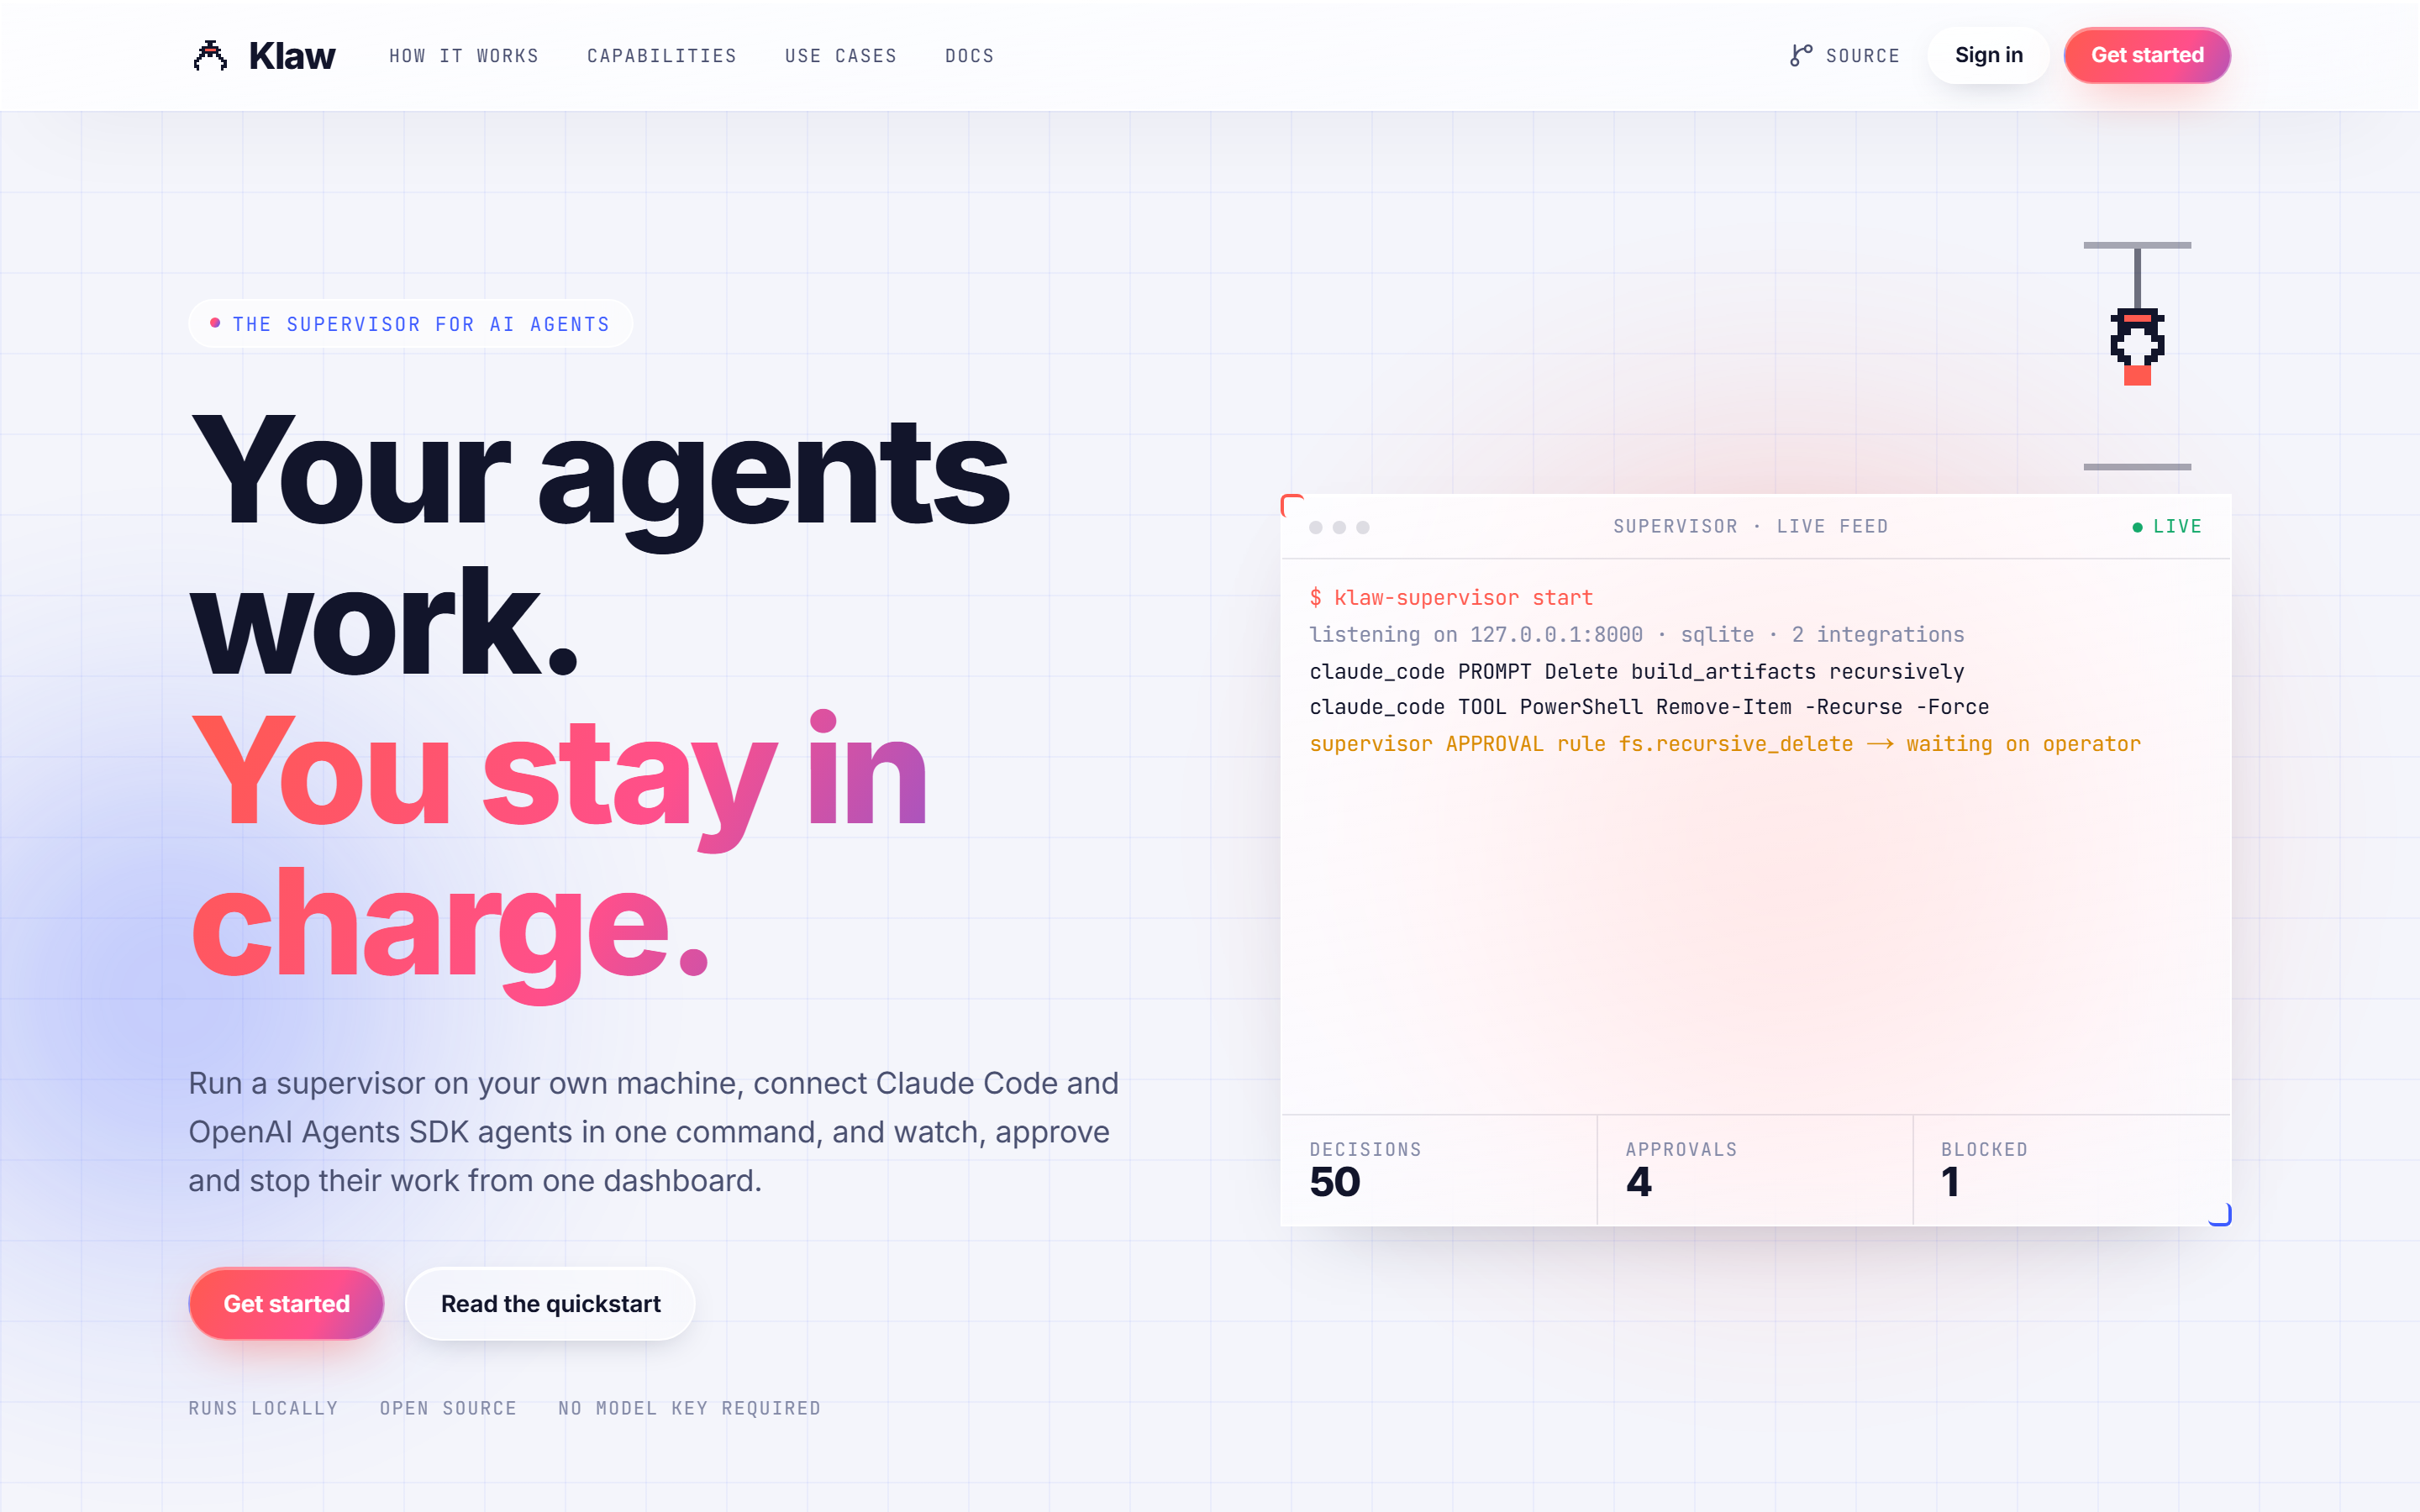 Klaw
HOW IT WORKS
CAPABILITIES
USE CASES
DOCS
SOURCE
Sign in
Get started
THE SUPERVISOR FOR AI AGENTS
Your agents
work.
You stay in
charge.
Run a supervisor on your own machine, connect Claude Code and
OpenAI Agents SDK agents in one command, and watch, approve
and stop their work from one dashboard.
Get started
Read the quickstart
RUNS LOCALLY
OPEN SOURCE
NO MODEL KEY REQUIRED
SUPERVISOR · LIVE FEED
LIVE
$ klaw-supervisor start
listening on 127.0.0.1:8000 · sqlite · 2 integrations
claude_code PROMPT Delete build_artifacts recursively
claude_code TOOL PowerShell Remove-Item -Recurse -Force
supervisor APPROVAL rule fs.recursive_delete ⟶ waiting on operator
DECISIONS
50
APPROVALS
4
BLOCKED
1